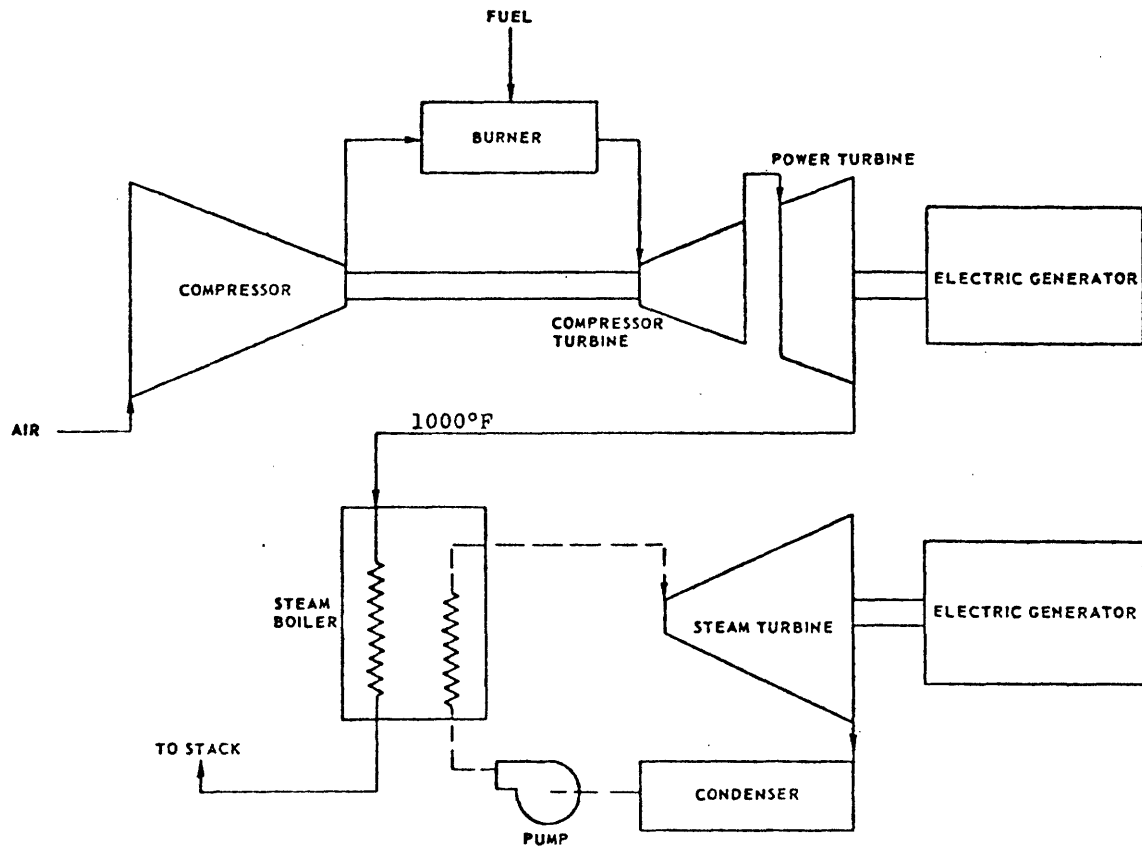 FUEL
BURNER
POWER TURBINE
COMPRESSOR
ELECTRIC GENERATOR
COMPRESSOR
TURBINE
AIR
1000°F
STEAM
BOILER
STEAM TURBINE
ELECTRIC GENERATOR
TO STACK
CONDENSER
PUMP